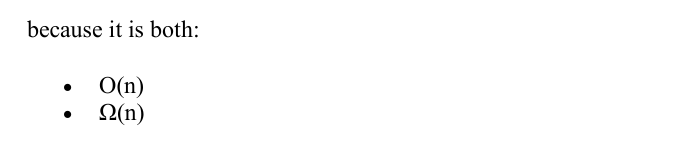 because it is both:
• O(n)
• Ω(n)